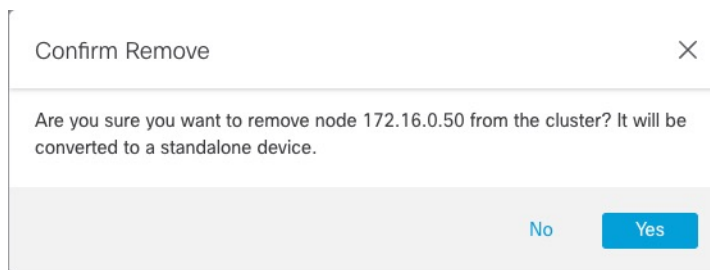 Confirm Remove
Are you sure you want to remove node 172.16.0.50 from the cluster? It will be
converted to a standalone device.
No
Yes